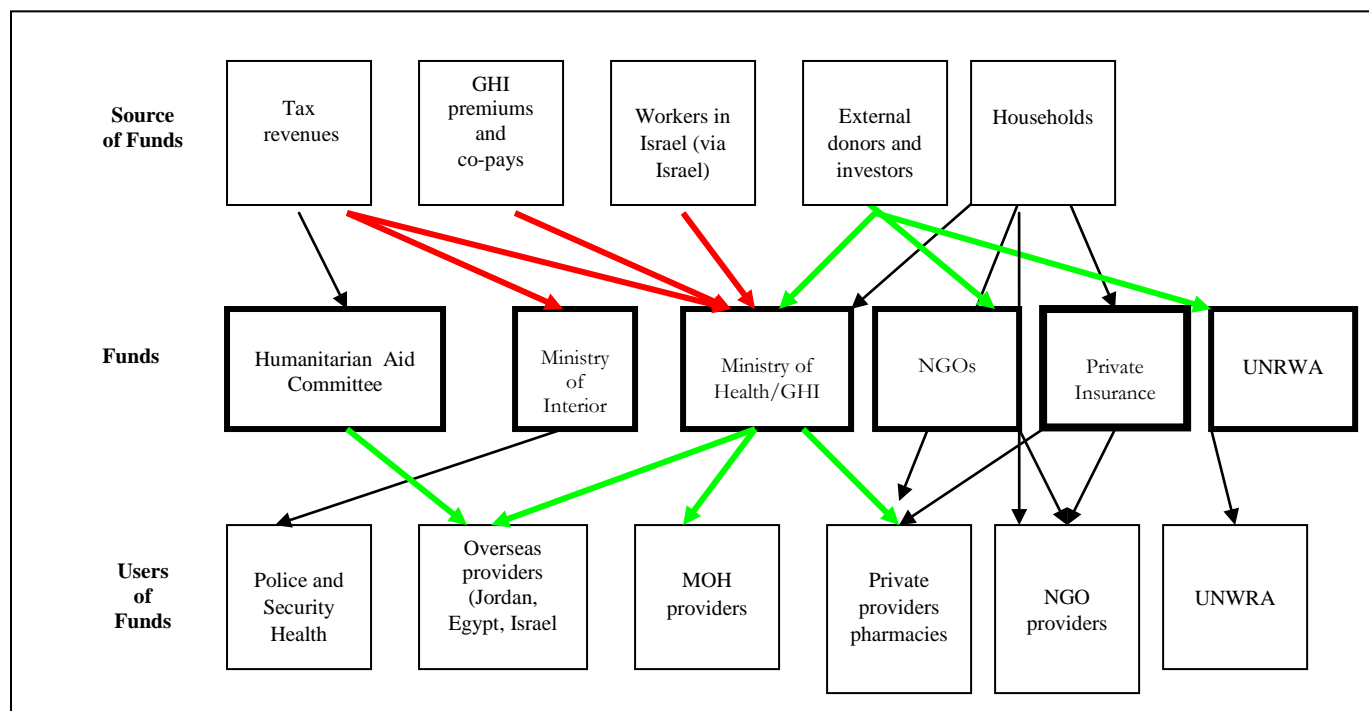 Source
of Funds
Tax
revenues
GHI
premiums
and
co-pays
Workers in
Israel (via
Israel)
External
donors and
investors
Households
Funds
Humanitarian Aid
Committee
Ministry
of
Interior
Ministry of
Health/GHI
NGOs
Private
Insurance
UNRWA
Users
of
Funds
Police and
Security
Health
Overseas
providers
(Jordan,
Egypt, Israel
MOH
providers
Private
providers
pharmacies
NGO
providers
UNWRA